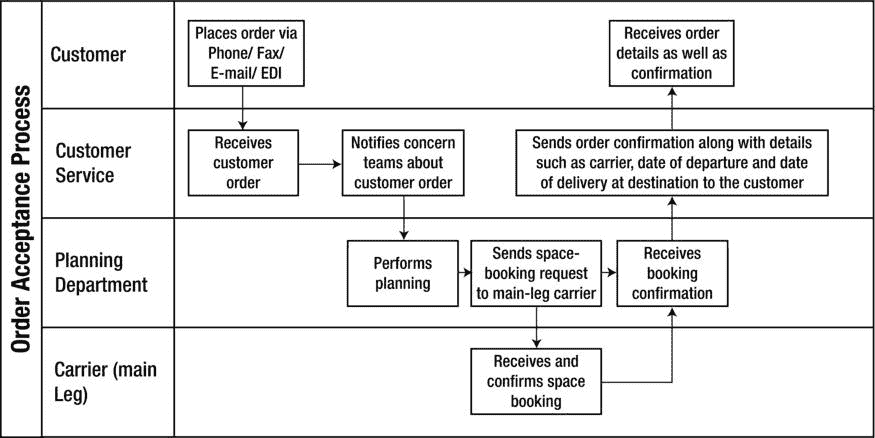 Order Acceptance Process
Customer
Places order via
Phone/ Fax/
E-mail/ EDI
Receives order
details as well as
confirmation
Customer
Service
Receives
customer
order
Notifies concern
teams about
customer order
Sends order confirmation along with details
such as carrier, date of departure and date
of delivery at destination to the customer
Planning
Department
Performs
planning
Sends space-
booking request
to main-leg carrier
Receives
booking
confirmation
Carrier (main
Leg)
Receives and
confirms space
booking